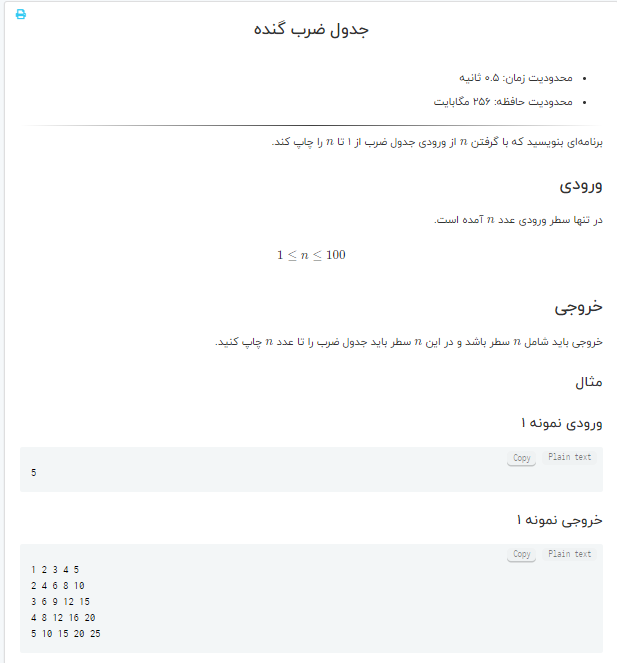 جدول ضرب گنده
محدودیت زمان: ۰.۵ ثانیه
محدودیت حافظه: ۲۵۶ مگابایت
برنامه‌ای بنویسید که با گرفتن n از ورودی جدول ضرب از ۱ تا n را چاپ کند.
ورودی
در تنها سطر ورودی عدد n آمده است.
1 ≤ n ≤ 100
خروجی
خروجی باید شامل n سطر باشد و در این n سطر باید جدول ضرب را تا عدد n چاپ کنید.
مثال
ورودی نمونه ۱
Copy Plain text
5
خروجی نمونه ۱
Copy Plain text
1 2 3 4 5
2 4 6 8 10
3 6 9 12 15
4 8 12 16 20
5 10 15 20 25